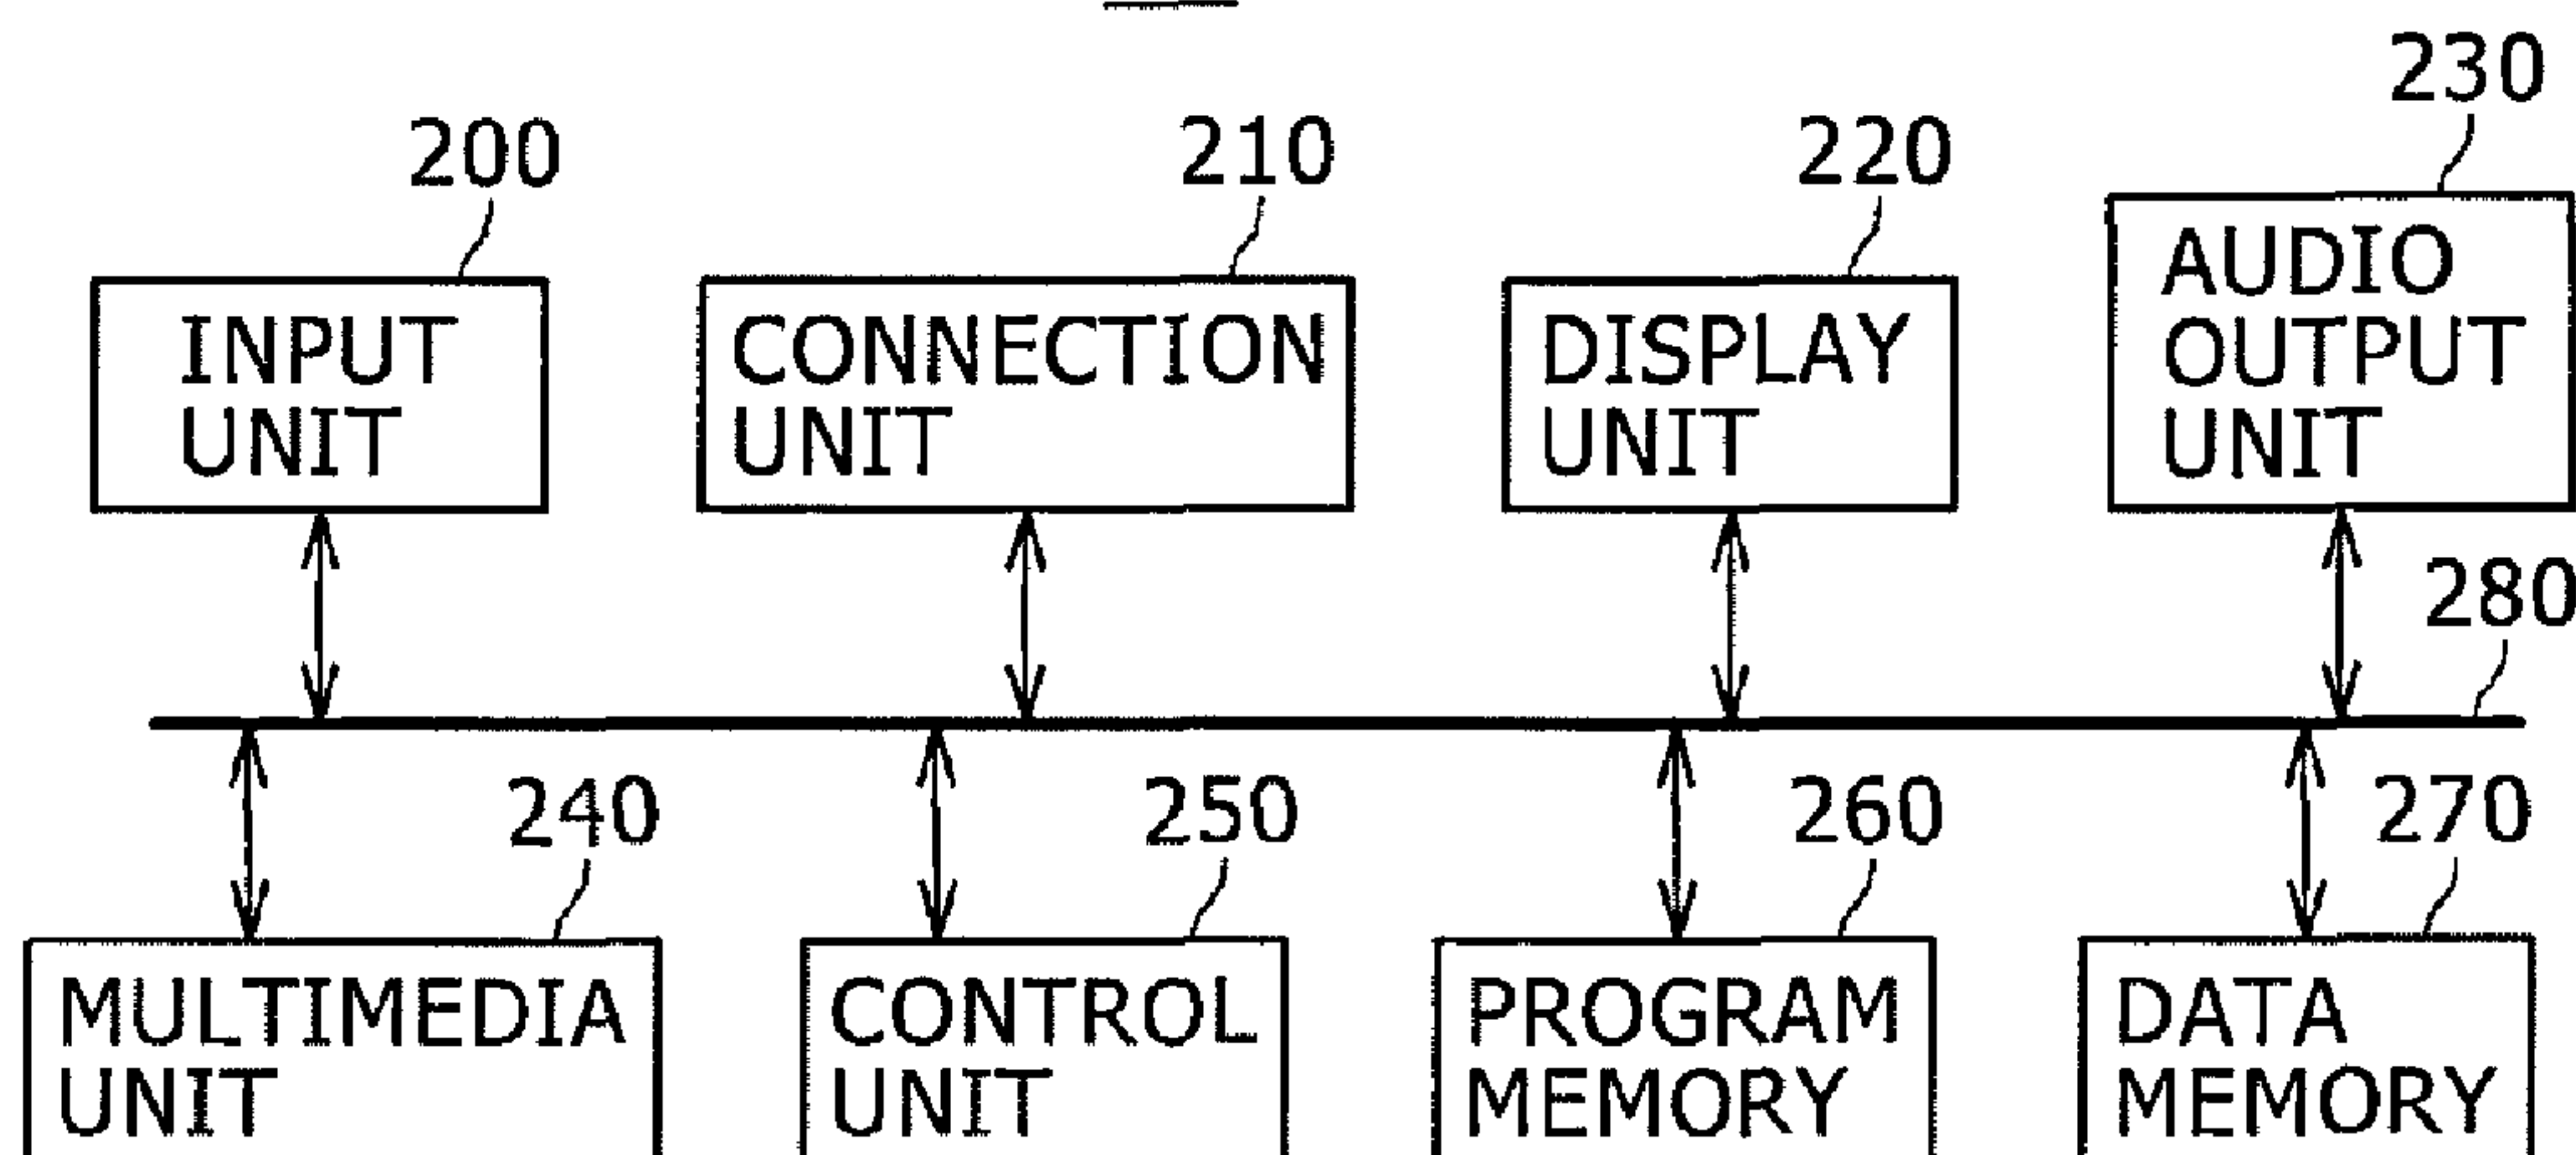 230
200
210
220
INPUT
UNIT
CONNECTION
UNIT
DISPLAY
UNIT
AUDIO
OUTPUT
UNIT
280
240
250
260
270
MULTIMEDIA
UNIT
CONTROL
UNIT
PROGRAM
MEMORY
DATA
MEMORY